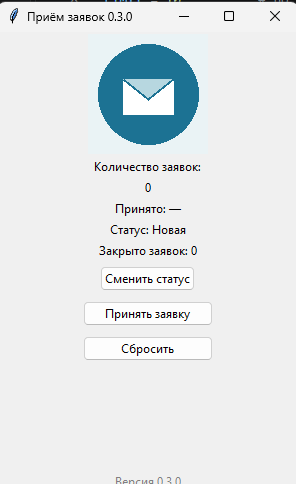 Приём заявок 0.3.0
Количество заявок:
0
Принято: —
Статус: Новая
Закрыто заявок: 0
Сменить статус
Принять заявку
Сбросить
Версия 0.3.0